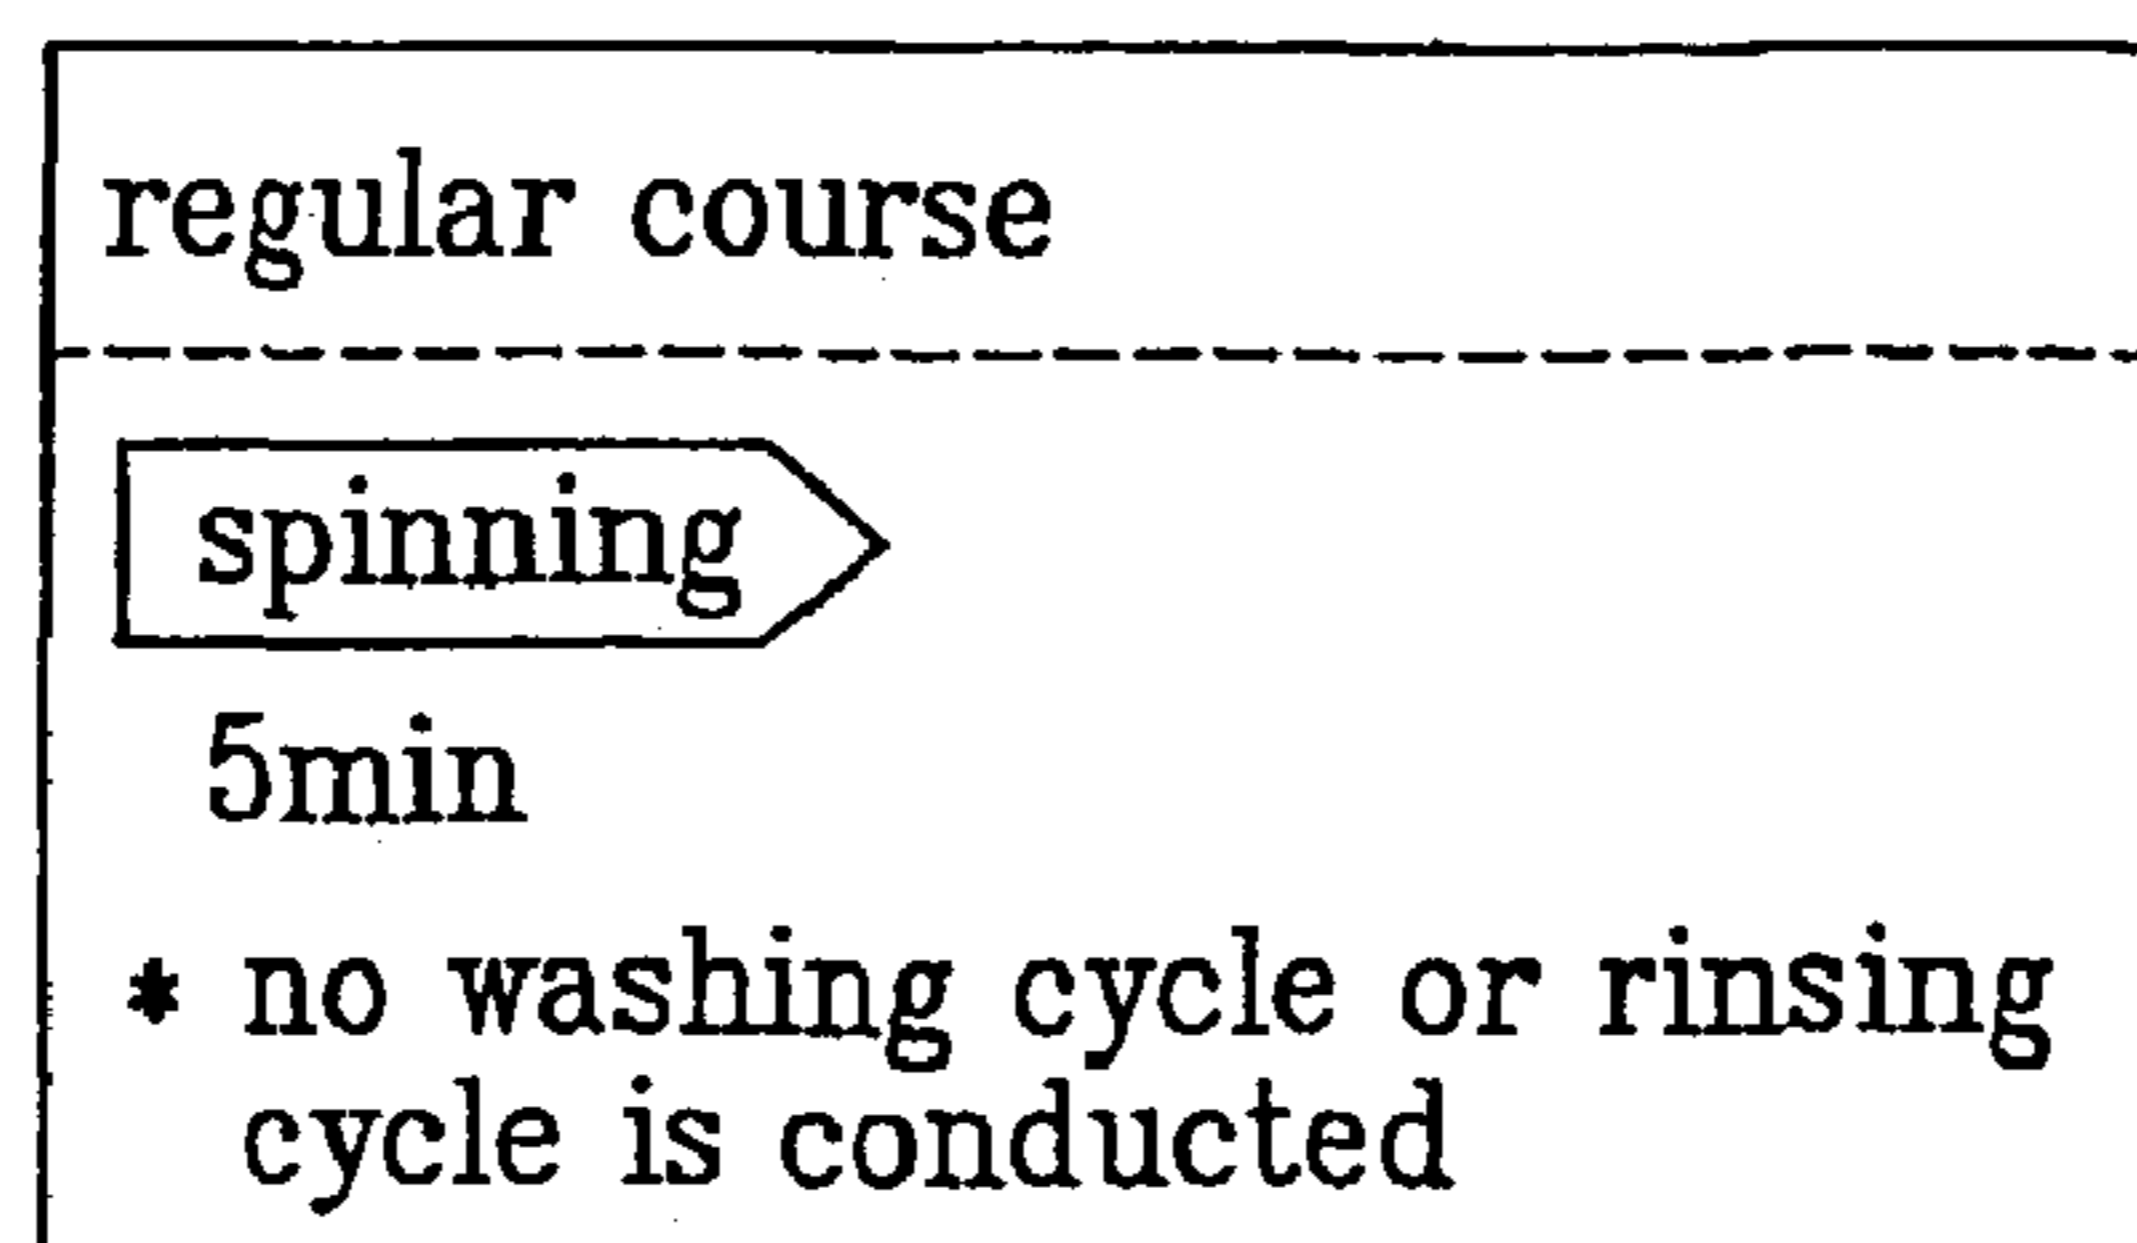 regular course
spinning
5min
* no washing cycle or rinsing
cycle is conducted